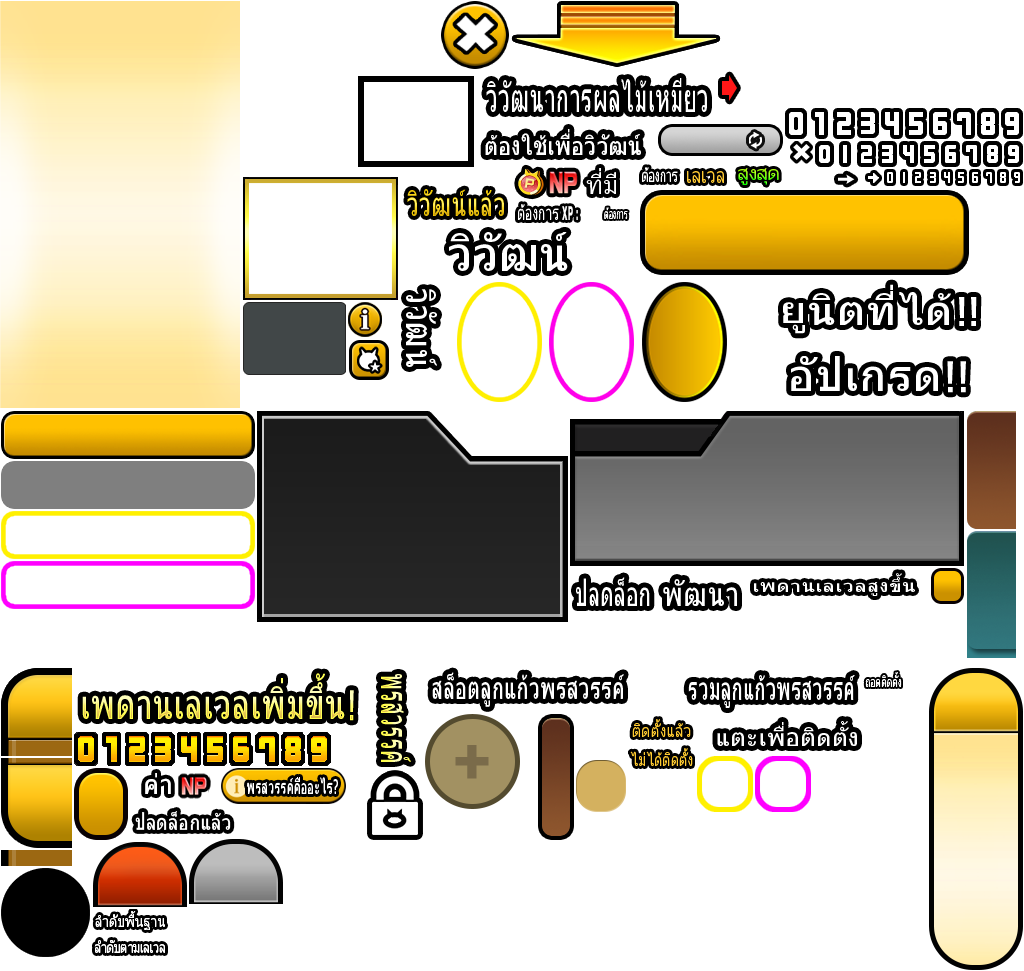 วิวัฒนาการผลไม้เหมียว
ต้องใช้เพื่อวิวัฒน์
0123456789
×0123456789
ต้องการ เลเวล สูงสุด
0123456789
วิวัฒน์แล้ว
NP ที่มี
ต้องการ XP:
ต้องการ
วิวัฒน์
วิวัฒน์
i
ยูนิตที่ได้!!
อัปเกรด!!
ปลดล็อก พัฒนา
เพดานเลเวลสูงขึ้น
เพดานเลเวลเพิ่มขึ้น!
0123456789
ค่า NP
i พรสวรรค์คืออะไร?
ปลดล็อกแล้ว
พรสวรรค์
สล็อตลูกแก้วพรสวรรค์
รวมลูกแก้วพรสวรรค์
ถอดติดตั้ง
ติดตั้งแล้ว
ไม่ได้ติดตั้ง
แตะเพื่อติดตั้ง
ลำดับพื้นฐาน
ลำดับตามเลเวล